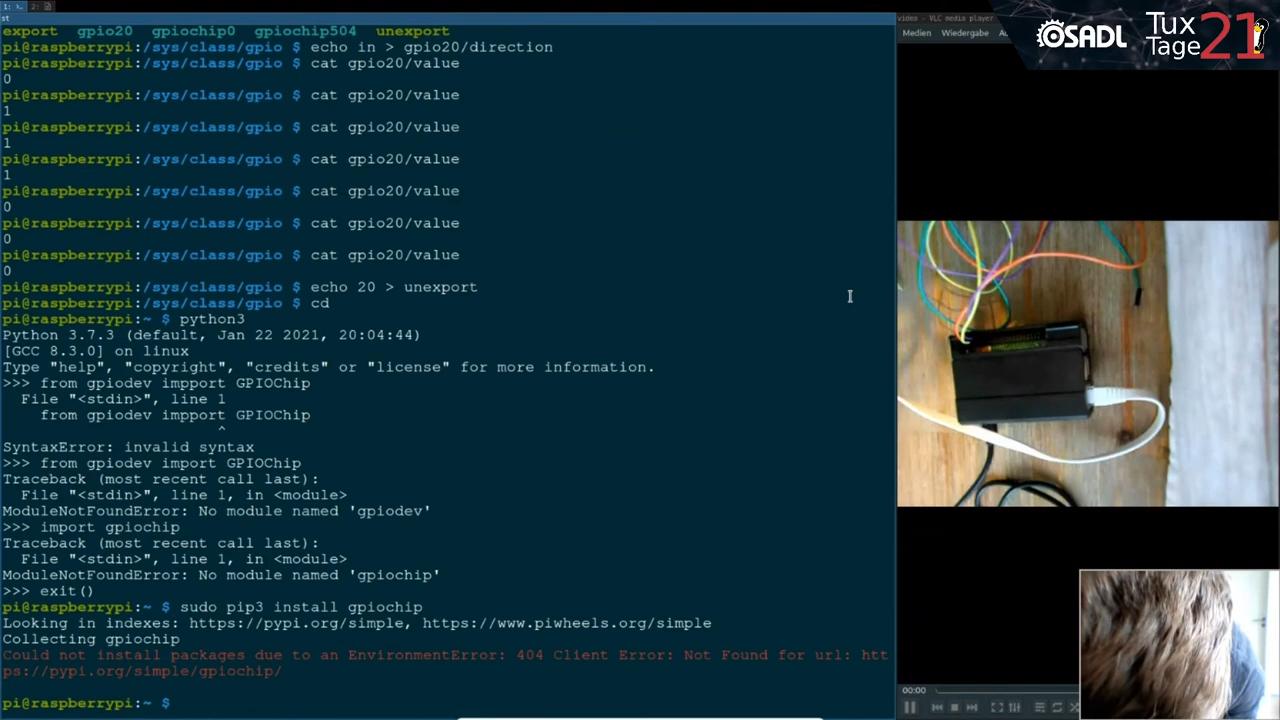 1:
2:
st
video - VLC media player
SADL
Tux
Tage
21
Medien Wiedergabe
export gpio20 gpiochip0 gpiochip504 unexport
pi@raspberrypi:/sys/class/gpio $ echo in > gpio20/direction
pi@raspberrypi:/sys/class/gpio $ cat gpio20/value
0
pi@raspberrypi:/sys/class/gpio $ cat gpio20/value
1
pi@raspberrypi:/sys/class/gpio $ cat gpio20/value
1
pi@raspberrypi:/sys/class/gpio $ cat gpio20/value
1
pi@raspberrypi:/sys/class/gpio $ cat gpio20/value
0
pi@raspberrypi:/sys/class/gpio $ cat gpio20/value
0
pi@raspberrypi:/sys/class/gpio $ cat gpio20/value
0
pi@raspberrypi:/sys/class/gpio $ echo 20 > unexport
pi@raspberrypi:/sys/class/gpio $ cd
pi@raspberrypi:~ $ python3
Python 3.7.3 (default, Jan 22 2021, 20:04:44)
[GCC 8.3.0] on linux
Type "help", "copyright", "credits" or "license" for more information.
>>> from gpiodev impport GPIOChip
File "<stdin>", line 1
from gpiodev impport GPIOChip
^
SyntaxError: invalid syntax
>>> from gpiodev import GPIOChip
Traceback (most recent call last):
File "<stdin>", line 1, in <module>
ModuleNotFoundError: No module named 'gpiodev'
>>> import gpiochip
Traceback (most recent call last):
File "<stdin>", line 1, in <module>
ModuleNotFoundError: No module named 'gpiochip'
>>> exit()
pi@raspberrypi:~ $ sudo pip3 install gpiochip
Looking in indexes: https://pypi.org/simple, https://www.piwheels.org/simple
Collecting gpiochip
Could not install packages due to an EnvironmentError: 404 Client Error: Not Found for url: htt
ps://pypi.org/simple/gpiochip/
pi@raspberrypi:~ $
00:00